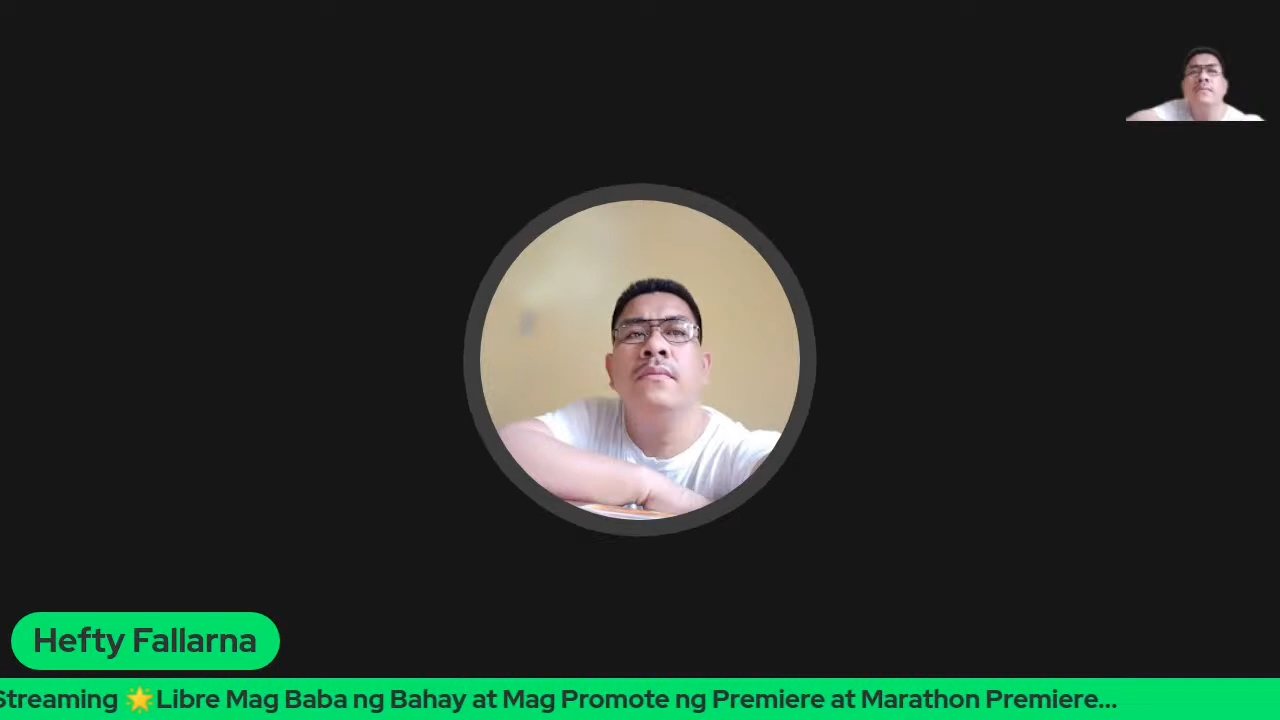 Hefty Fallarna
Streaming 🌟Libre Mag Baba ng Bahay at Mag Promote ng Premiere at Marathon Premiere...